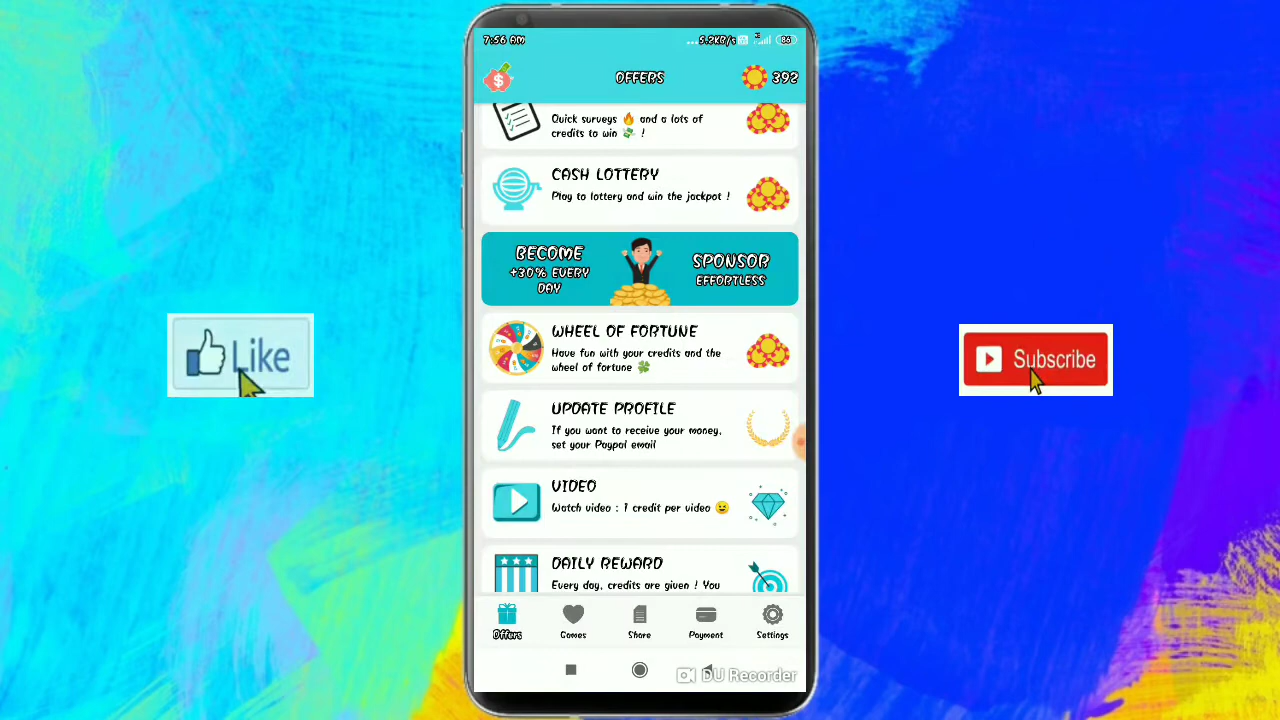 7:56 AM
...5.2KB/s
86
OFFERS
392
Quick surveys 🔥 and a lots of
credits to win 💸 !
CASH LOTTERY
Play to lottery and win the jackpot !
BECOME
+30% EVERY
DAY
SPONSOR
EFFORTLESS
WHEEL OF FORTUNE
Have fun with your credits and the
wheel of fortune 🍀
UPDATE PROFILE
If you want to receive your money,
set your Paypal email
VIDEO
Watch video : 1 credit per video 😉
DAILY REWARD
Every day, credits are given ! You
Offers
Games
Share
Payment
Settings
DU Recorder
Like
Subscribe